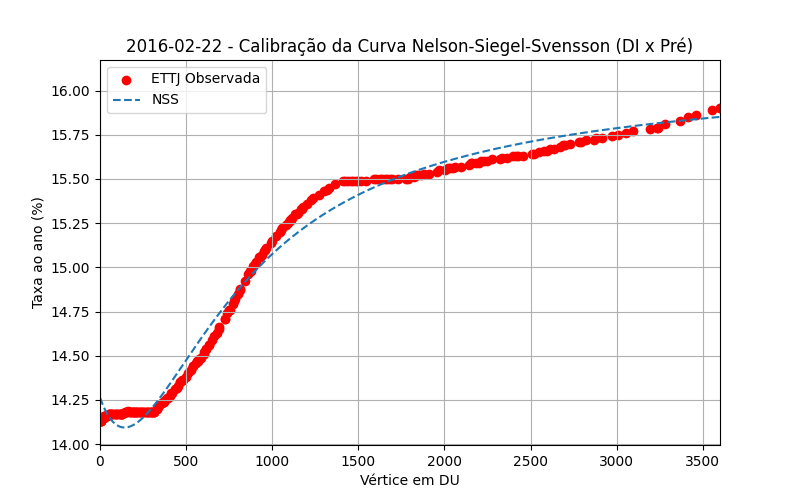 2016-02-22 - Calibração da Curva Nelson-Siegel-Svensson (DI x Pré)
ETTJ Observada
NSS
Taxa ao ano (%)
16.00
15.75
15.50
15.25
15.00
14.75
14.50
14.25
14.00
0 500 1000 1500 2000 2500 3000 3500
Vértice em DU